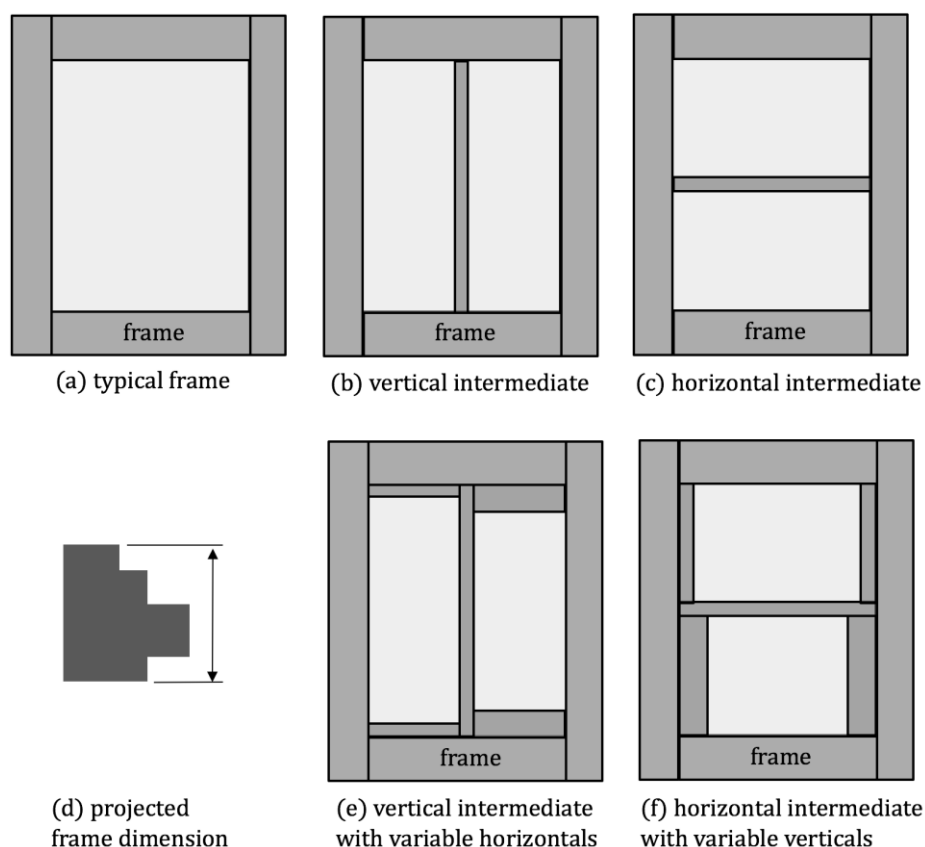 frame
frame
frame
(a) typical frame
(b) vertical intermediate
(c) horizontal intermediate
frame
frame
(d) projected
frame dimension
(e) vertical intermediate
with variable horizontals
(f) horizontal intermediate
with variable verticals